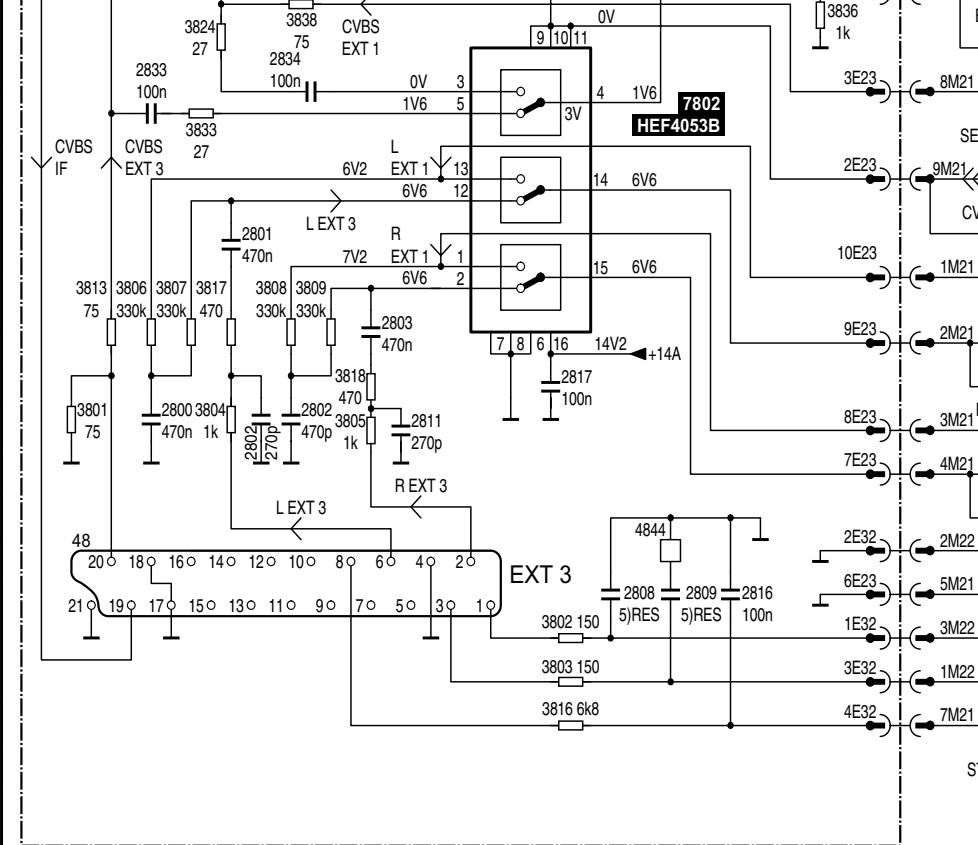 3838
75
CVBS
EXT 1
3824
27
0V
3836
1k
9 10 11
2834
100n
2833
100n
0V
3
1V6
5
4
1V6
3V
7802
HEF4053B
3E23
8M21
3833
27
SE
CVBS
IF
CVBS
EXT 3
L
EXT 1
6V2
13
6V6
12
14
6V6
2E23
9M21
L EXT 3
CV
2801
470n
R
EXT 1
7V2
1
6V6
2
15
6V6
10E23
1M21
3813
75
3806
330k
3807
330k
3817
470
3808
330k
3809
330k
2803
470n
7 8 6 16
14V2
+14A
9E23
2M21
3818
470
2817
100n
3801
75
2800
470n
3804
1k
2802
270p
2802
470p
3805
1k
2811
270p
8E23
3M21
7E23
4M21
R EXT 3
L EXT 3
48
20 18 16 14 12 10 8 6 4 2
EXT 3
21 19 17 15 13 11 9 7 5 3 1
4844
2E32
2M22
2808
5)RES
2809
5)RES
2816
100n
6E23
5M21
3802 150
1E32
3M22
3803 150
3E32
1M22
3816 6k8
4E32
7M21